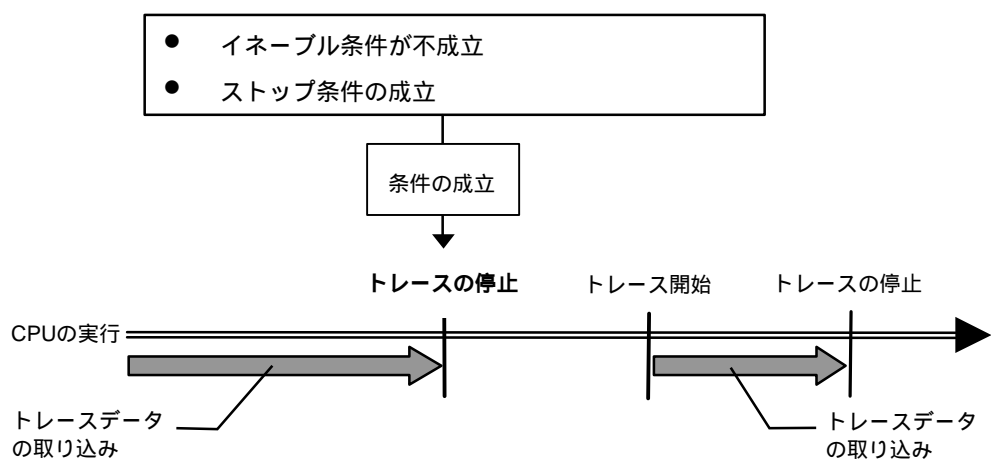 ● イネーブル条件が不成立
● ストップ条件の成立
条件の成立
トレースの停止
トレース開始
トレースの停止
CPUの実行
トレースデータ
の取り込み
トレースデータ
の取り込み